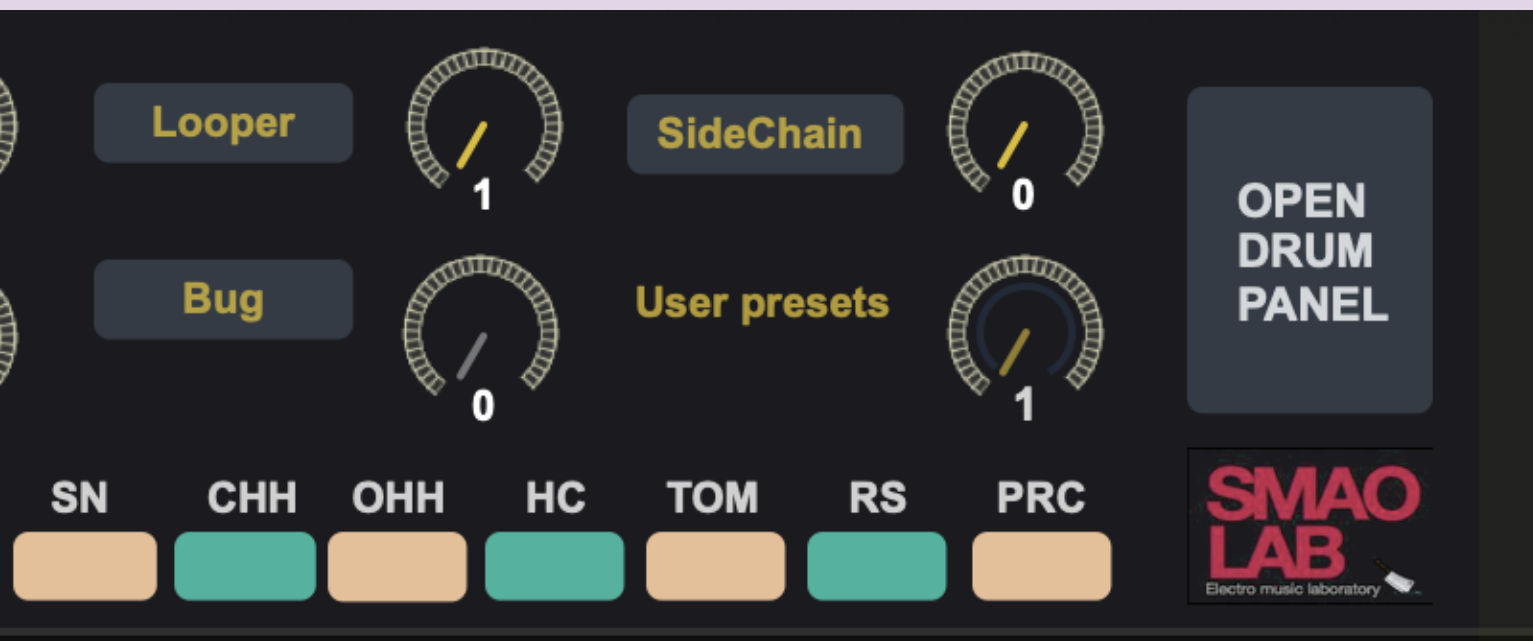 Looper
1
SideChain
0
OPEN
DRUM
PANEL
Bug
0
User presets
1
SN CHH OHH HC TOM RS PRC
SMAO
LAB
Electro music laboratory